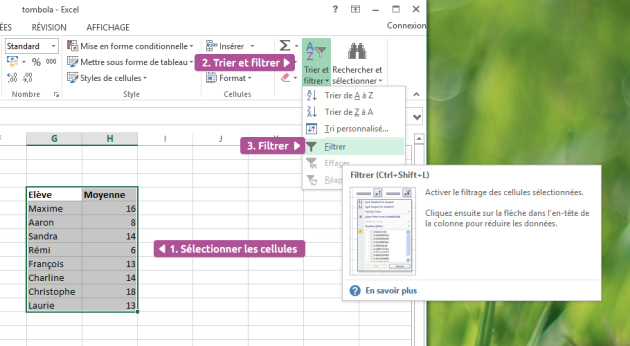 tombola - Excel
ÉES RÉVISION AFFICHAGE Connexion
Standard
Mise en forme conditionnelle
Insérer
% 000
Mettre sous forme de tableau
2. Trier et filtrer
Styles de cellules
Format
Trier et filtrer
Rechercher et sélectionner
Nombre
Style
Cellules
Trier de A à Z
Trier de Z à A
Tri personnalisé...
3. Filtrer
Filtrer
Effacer
Réap
G H I J
Elève Moyenne
Maxime 16
Aaron 8
Sandra 14
Rémi 6
François 13
Charline 14
Christophe 18
Laurie 13
1. Sélectionner les cellules
Filtrer (Ctrl+Shift+L)
Activer le filtrage des cellules sélectionnées.
Cliquez ensuite sur la flèche dans l'en-tête de
la colonne pour réduire les données.
En savoir plus